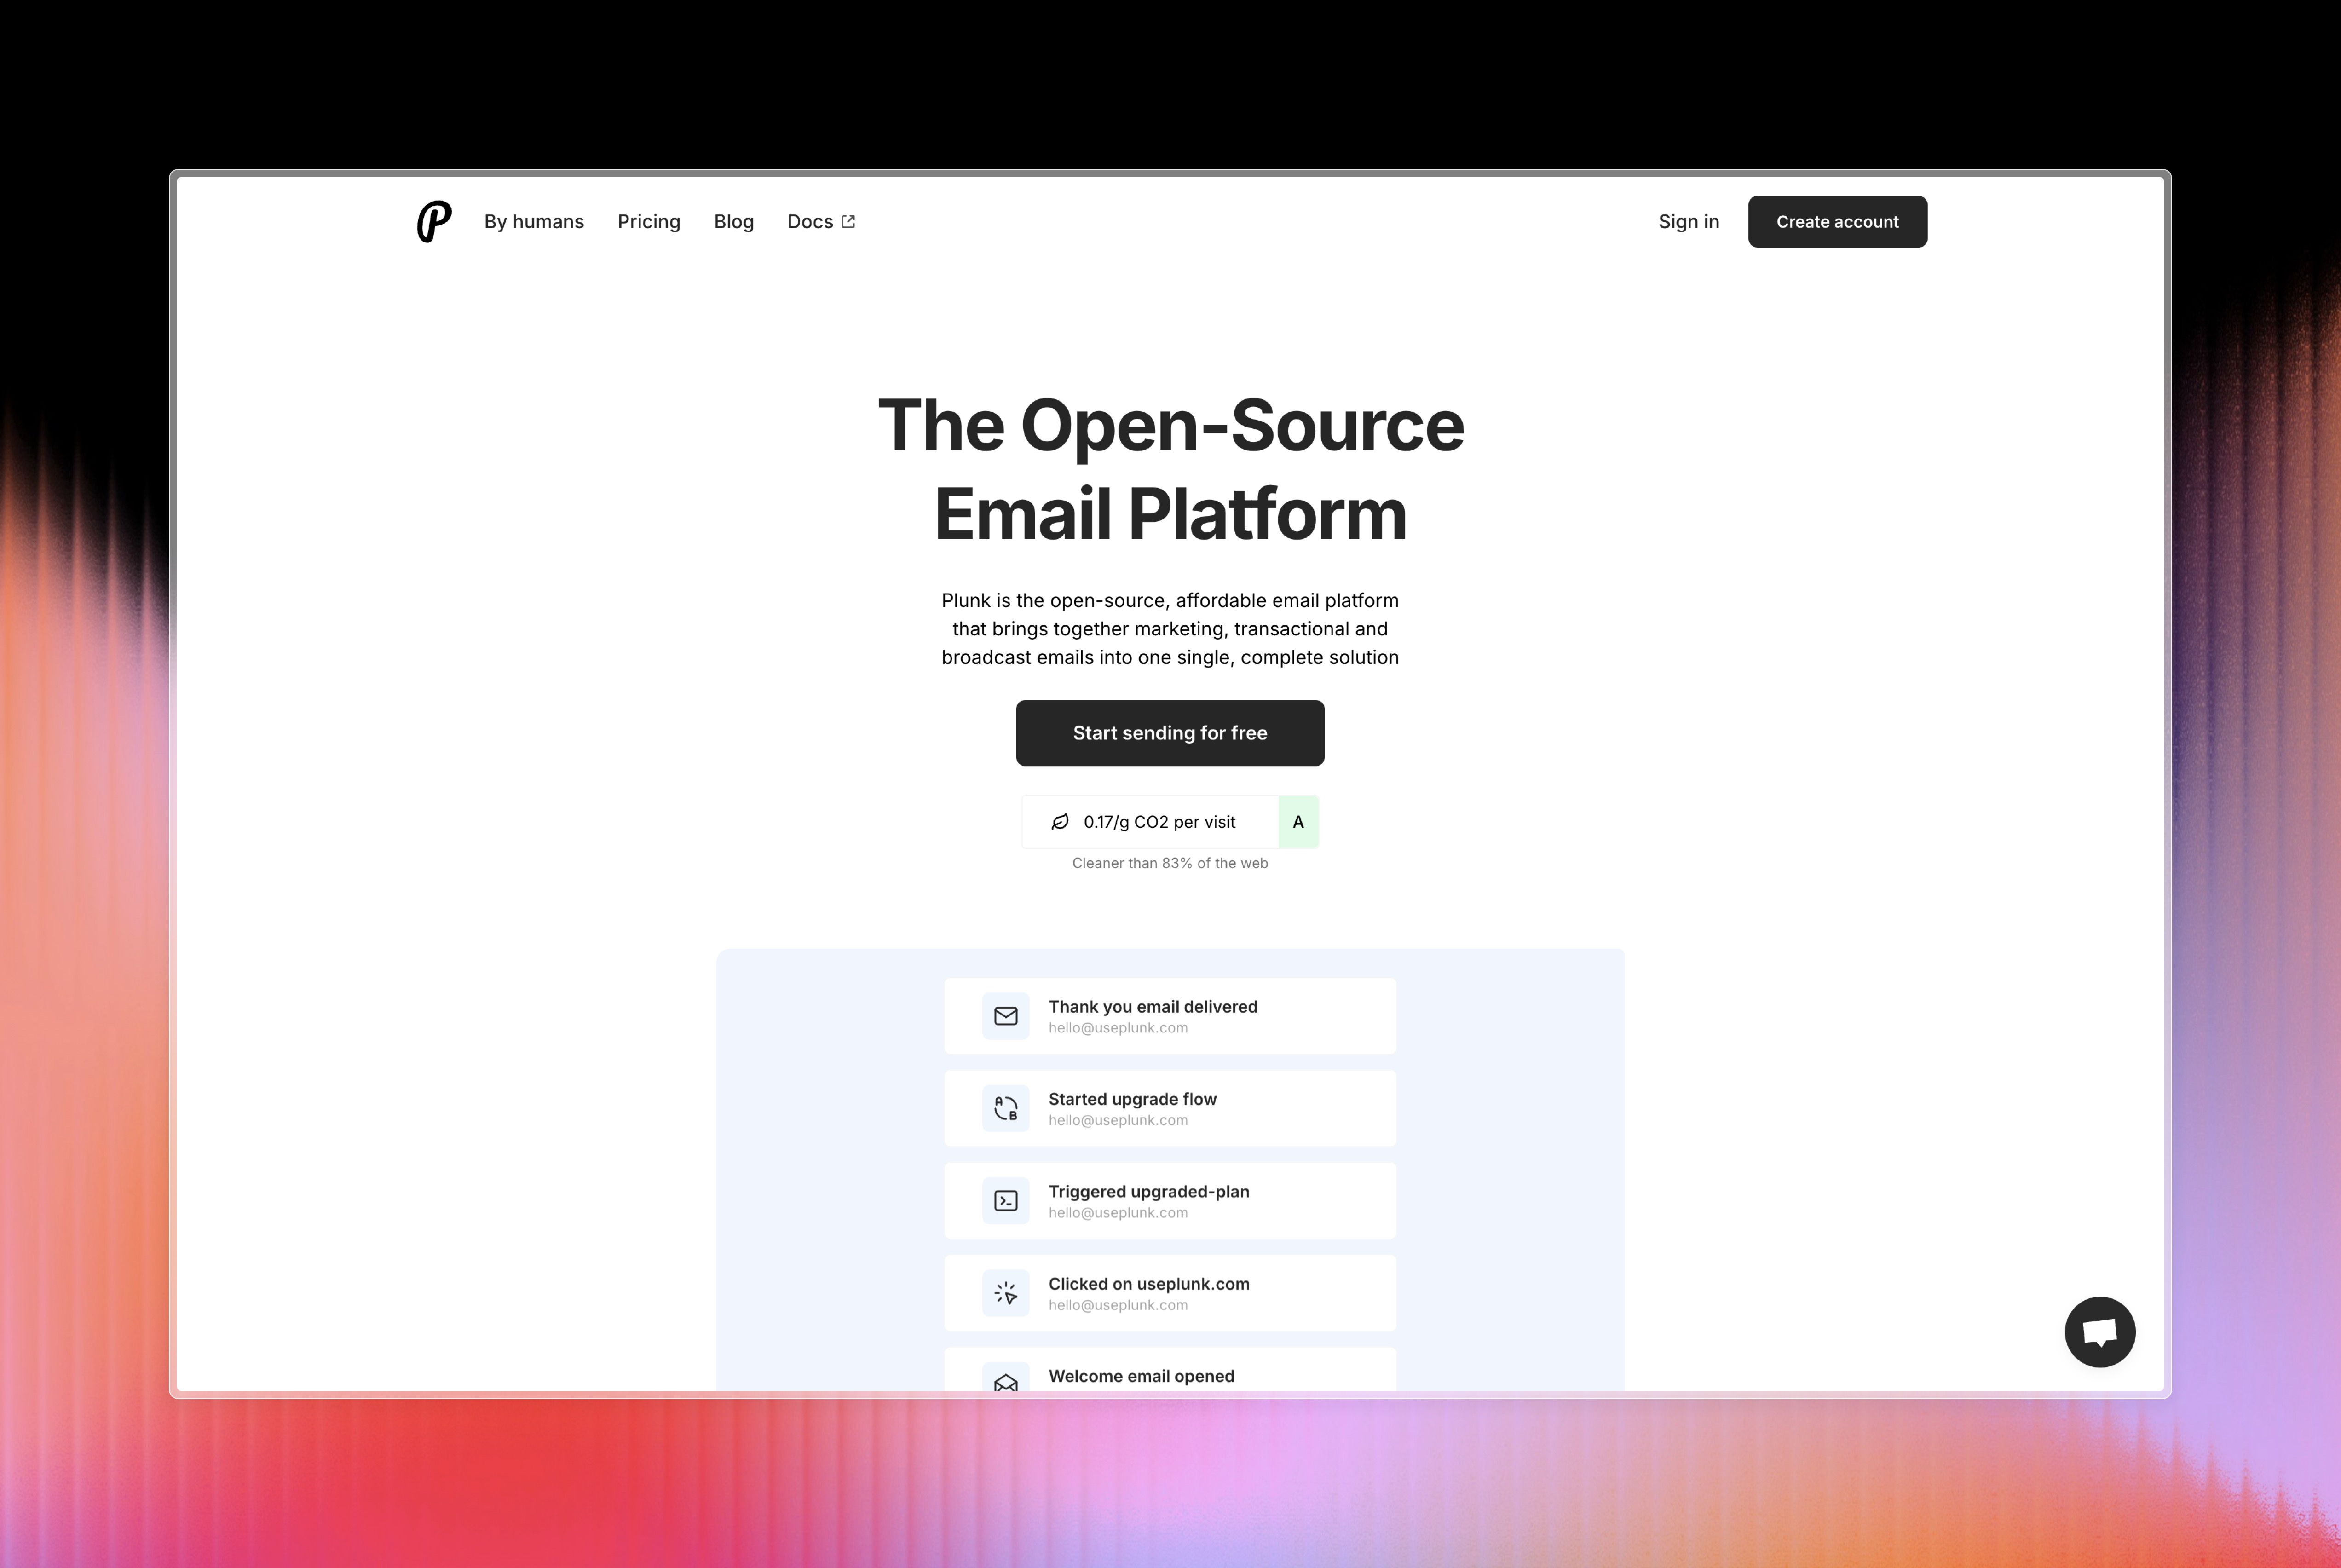 By humans
Pricing
Blog
Docs
Sign in
Create account
The Open-Source
Email Platform
Plunk is the open-source, affordable email platform
that brings together marketing, transactional and
broadcast emails into one single, complete solution
Start sending for free
0.17/g CO2 per visit
A
Cleaner than 83% of the web
Thank you email delivered
hello@useplunk.com
Started upgrade flow
hello@useplunk.com
Triggered upgraded-plan
hello@useplunk.com
Clicked on useplunk.com
hello@useplunk.com
Welcome email opened